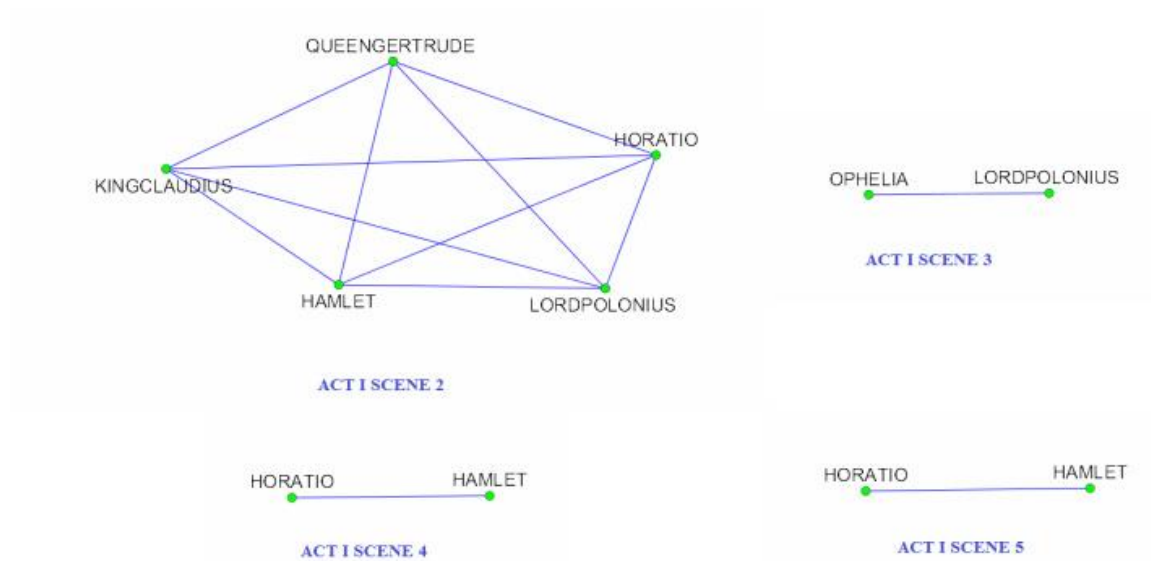 QUEENGERTRUDE
HORATIO
KINGCLAUDIUS
HAMLET
LORDPOLONIUS
ACT I SCENE 2
OPHELIA
LORDPOLONIUS
ACT I SCENE 3
HORATIO
HAMLET
ACT I SCENE 4
HORATIO
HAMLET
ACT I SCENE 5